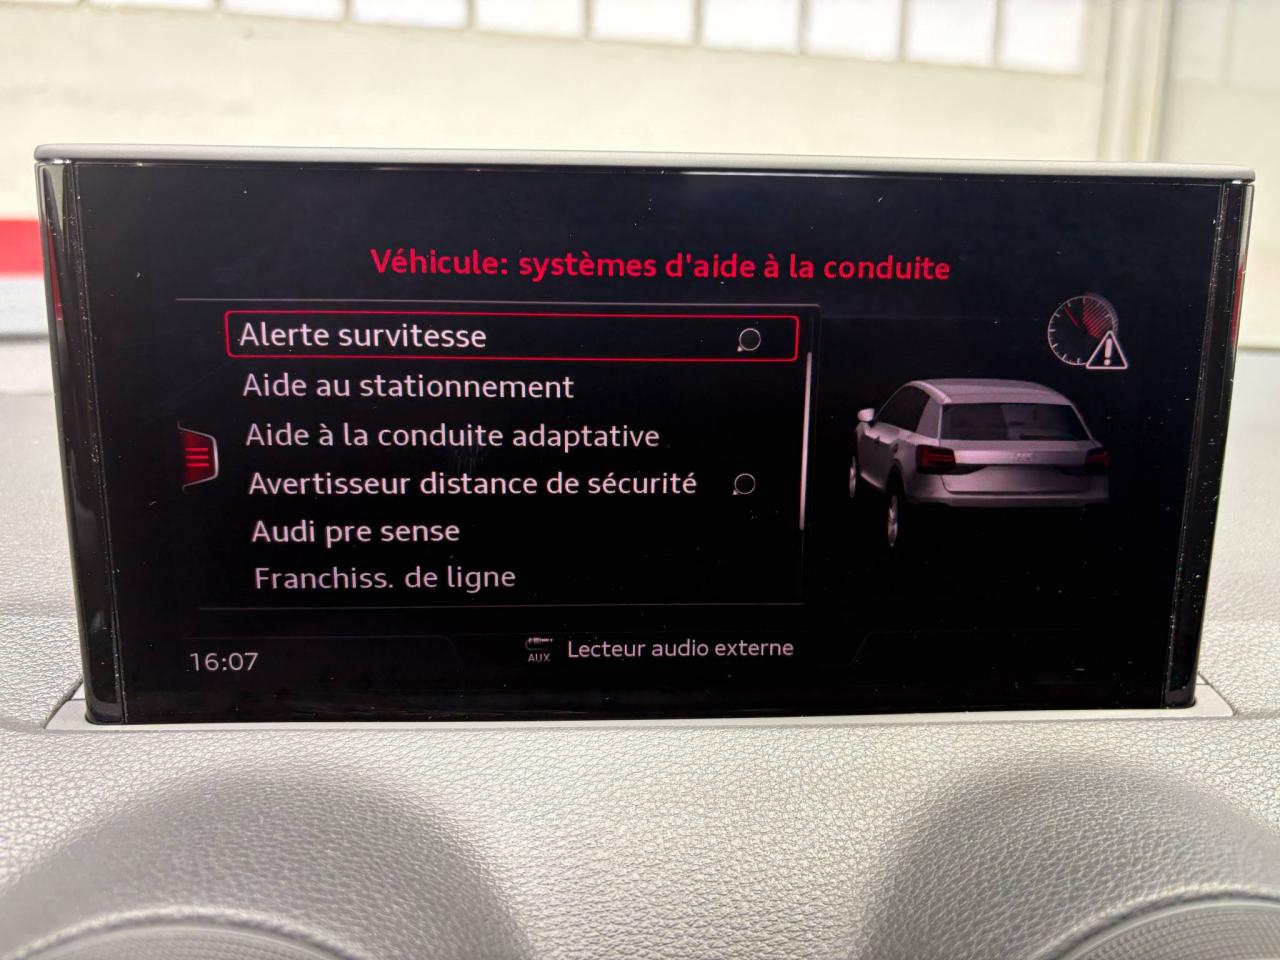 Véhicule: systèmes d'aide à la conduite
Alerte survitesse
Aide au stationnement
Aide à la conduite adaptative
Avertisseur distance de sécurité
Audi pre sense
Franchiss. de ligne
16:07
AUX
Lecteur audio externe